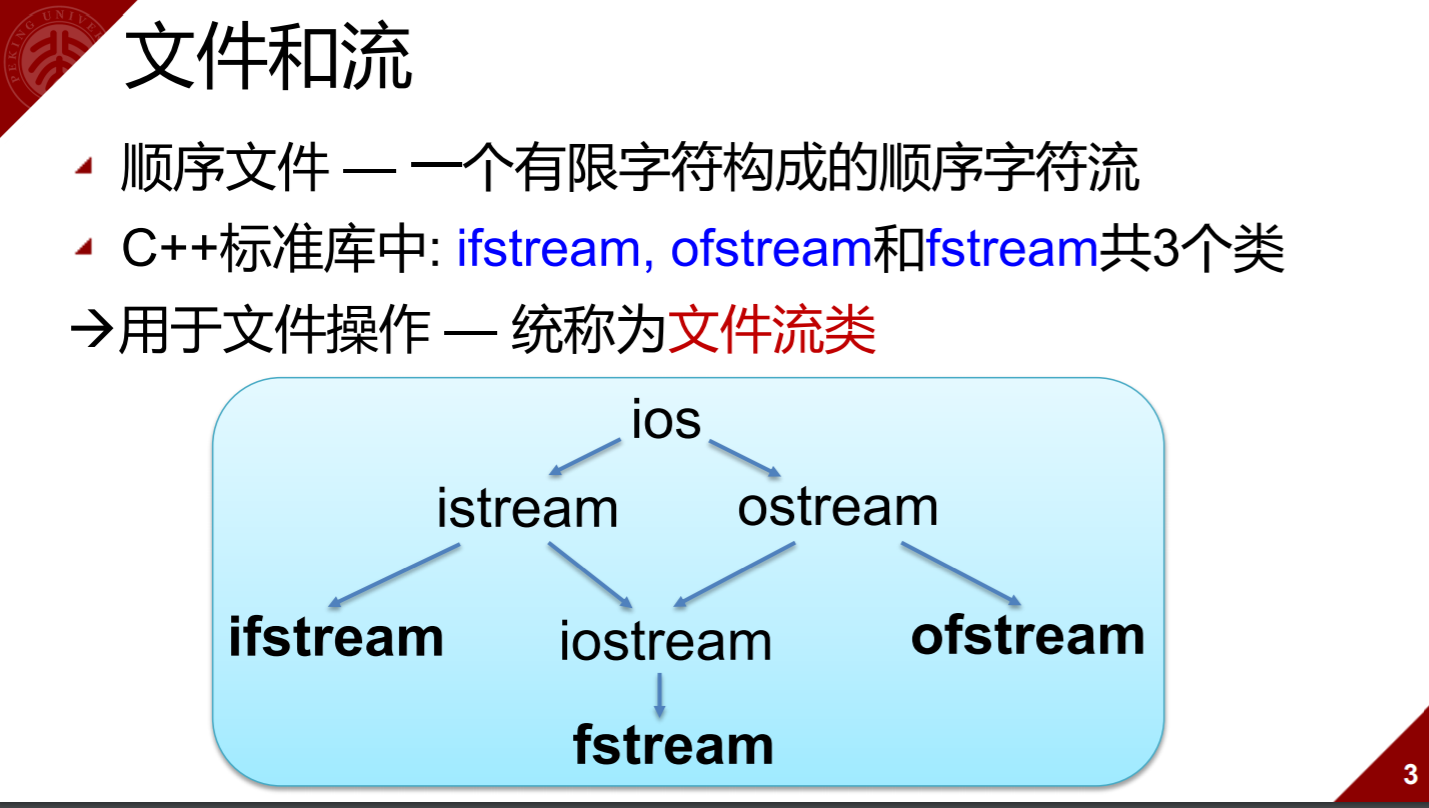 文件和流
顺序文件 — 一个有限字符构成的顺序字符流
C++标准库中: ifstream, ofstream和fstream共3个类
→用于文件操作 — 统称为文件流类
ios
istream ostream
ifstream iostream ofstream
fstream
3